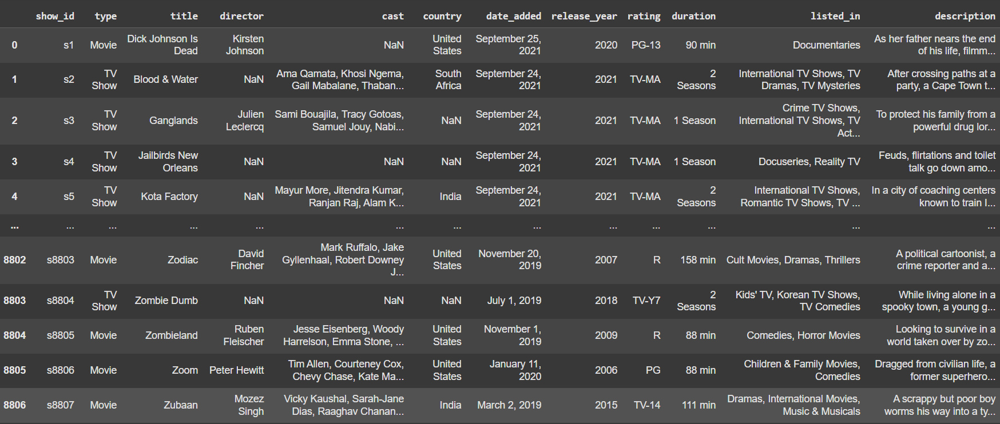 show_id type title director cast country date_added release_year rating duration listed_in description
0 s1 Movie Dick Johnson Is Dead Kirsten Johnson NaN United States September 25, 2021 2020 PG-13 90 min Documentaries As her father nears the end of his life, filmm...
1 s2 TV Show Blood & Water NaN Ama Qamata, Khosi Ngema, Gail Mabalane, Thaban... South Africa September 24, 2021 2021 TV-MA 2 Seasons International TV Shows, TV Dramas, TV Mysteries After crossing paths at a party, a Cape Town t...
2 s3 TV Show Ganglands Julien Leclercq Sami Bouajila, Tracy Gotoas, Samuel Jouy, Nabi... NaN September 24, 2021 2021 TV-MA 1 Season Crime TV Shows, International TV Shows, TV Act... To protect his family from a powerful drug lor...
3 s4 TV Show Jailbirds New Orleans NaN NaN NaN September 24, 2021 2021 TV-MA 1 Season Docuseries, Reality TV Feuds, flirtations and toilet talk go down amo...
4 s5 TV Show Kota Factory NaN Mayur More, Jitendra Kumar, Ranjan Raj, Alam K... India September 24, 2021 2021 TV-MA 2 Seasons International TV Shows, Romantic TV Shows, TV ... In a city of coaching centers known to train I...
... ... ... ... ... ... ... ... ... ... ... ... ...
8802 s8803 Movie Zodiac David Fincher Mark Ruffalo, Jake Gyllenhaal, Robert Downey J... United States November 20, 2019 2007 R 158 min Cult Movies, Dramas, Thrillers A political cartoonist, a crime reporter and a...
8803 s8804 TV Show Zombie Dumb NaN NaN NaN July 1, 2019 2018 TV-Y7 2 Seasons Kids' TV, Korean TV Shows, TV Comedies While living alone in a spooky town, a young g...
8804 s8805 Movie Zombieland Ruben Fleischer Jesse Eisenberg, Woody Harrelson, Emma Stone, ... United States November 1, 2019 2009 R 88 min Comedies, Horror Movies Looking to survive in a world taken over by zo...
8805 s8806 Movie Zoom Peter Hewitt Tim Allen, Courteney Cox, Chevy Chase, Kate Ma... United States January 11, 2020 2006 PG 88 min Children & Family Movies, Comedies Dragged from civilian life, a former superhero...
8806 s8807 Movie Zubaan Mozez Singh Vicky Kaushal, Sarah-Jane Dias, Raaghav Chanan... India March 2, 2019 2015 TV-14 111 min Dramas, International Movies, Music & Musicals A scrappy but poor boy worms his way into a ty...